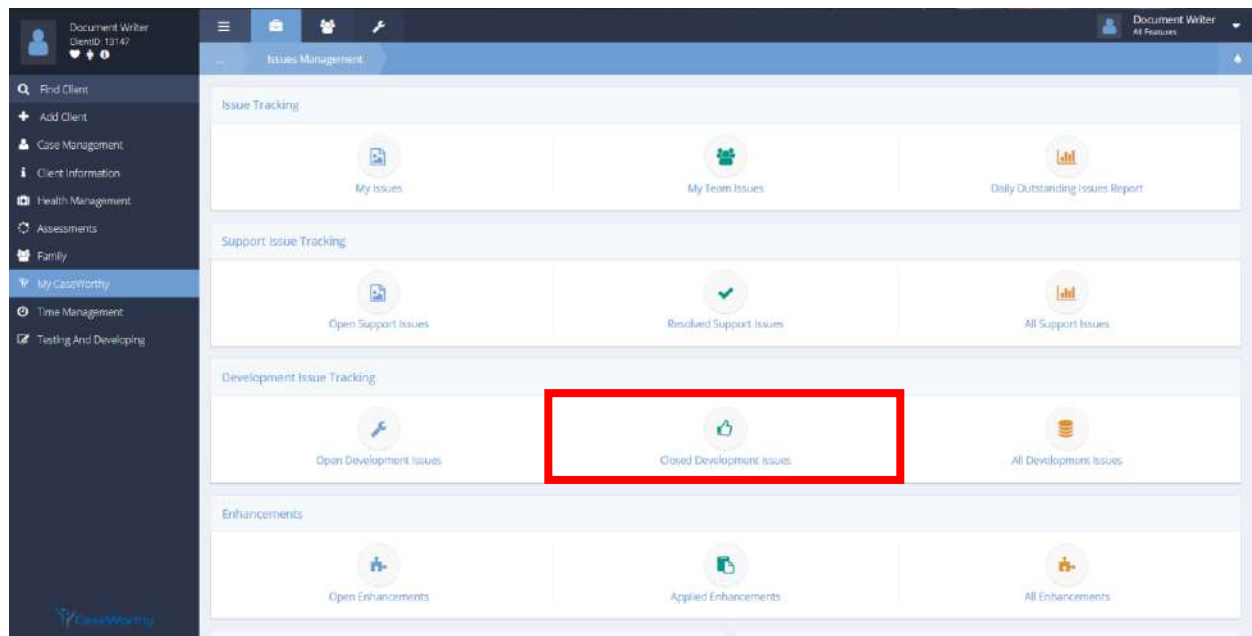 Document Writer
ClientID: 13147
Document Writer
All Features
...
Issues Management
Find Client
Add Client
Case Management
Client Information
Health Management
Assessments
Family
My CaseWorthy
Time Management
Testing And Developing
CaseWorthy
Issue Tracking
My Issues
My Team Issues
Daily Outstanding Issues Report
Support Issue Tracking
Open Support Issues
Resolved Support Issues
All Support Issues
Development Issue Tracking
Open Development Issues
Closed Development Issues
All Development Issues
Enhancements
Open Enhancements
Applied Enhancements
All Enhancements